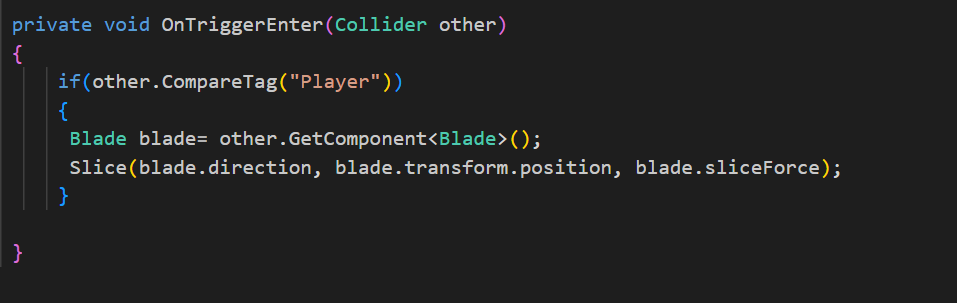 private void OnTriggerEnter(Collider other)
{
if(other.CompareTag("Player"))
{
Blade blade= other.GetComponent<Blade>();
Slice(blade.direction, blade.transform.position, blade.sliceForce);
}
}